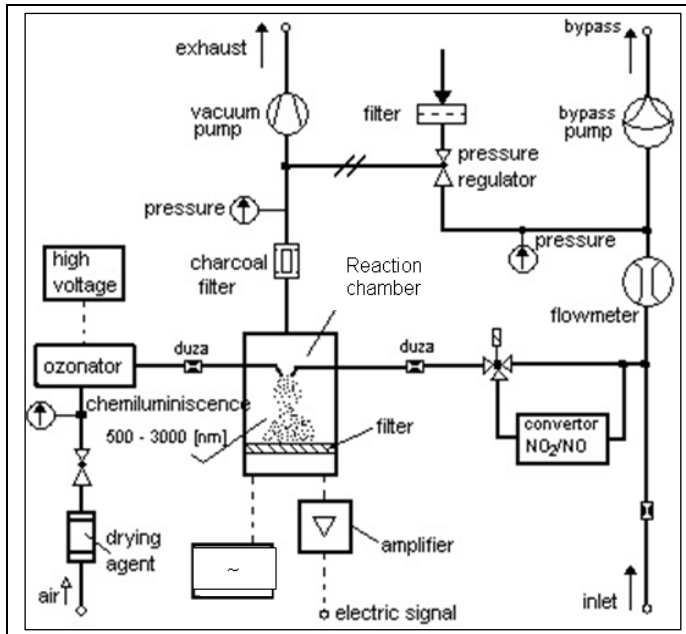 exhaust
bypass
vacuum
pump
filter
bypass
pump
pressure
regulator
pressure
pressure
charcoal
filter
Reaction
chamber
high
voltage
flowmeter
duza
duza
ozonator
chemiluminiscence
500 - 3000 [nm]
filter
convertor
NO2/NO
drying
agent
amplifier
~
air
electric signal
inlet